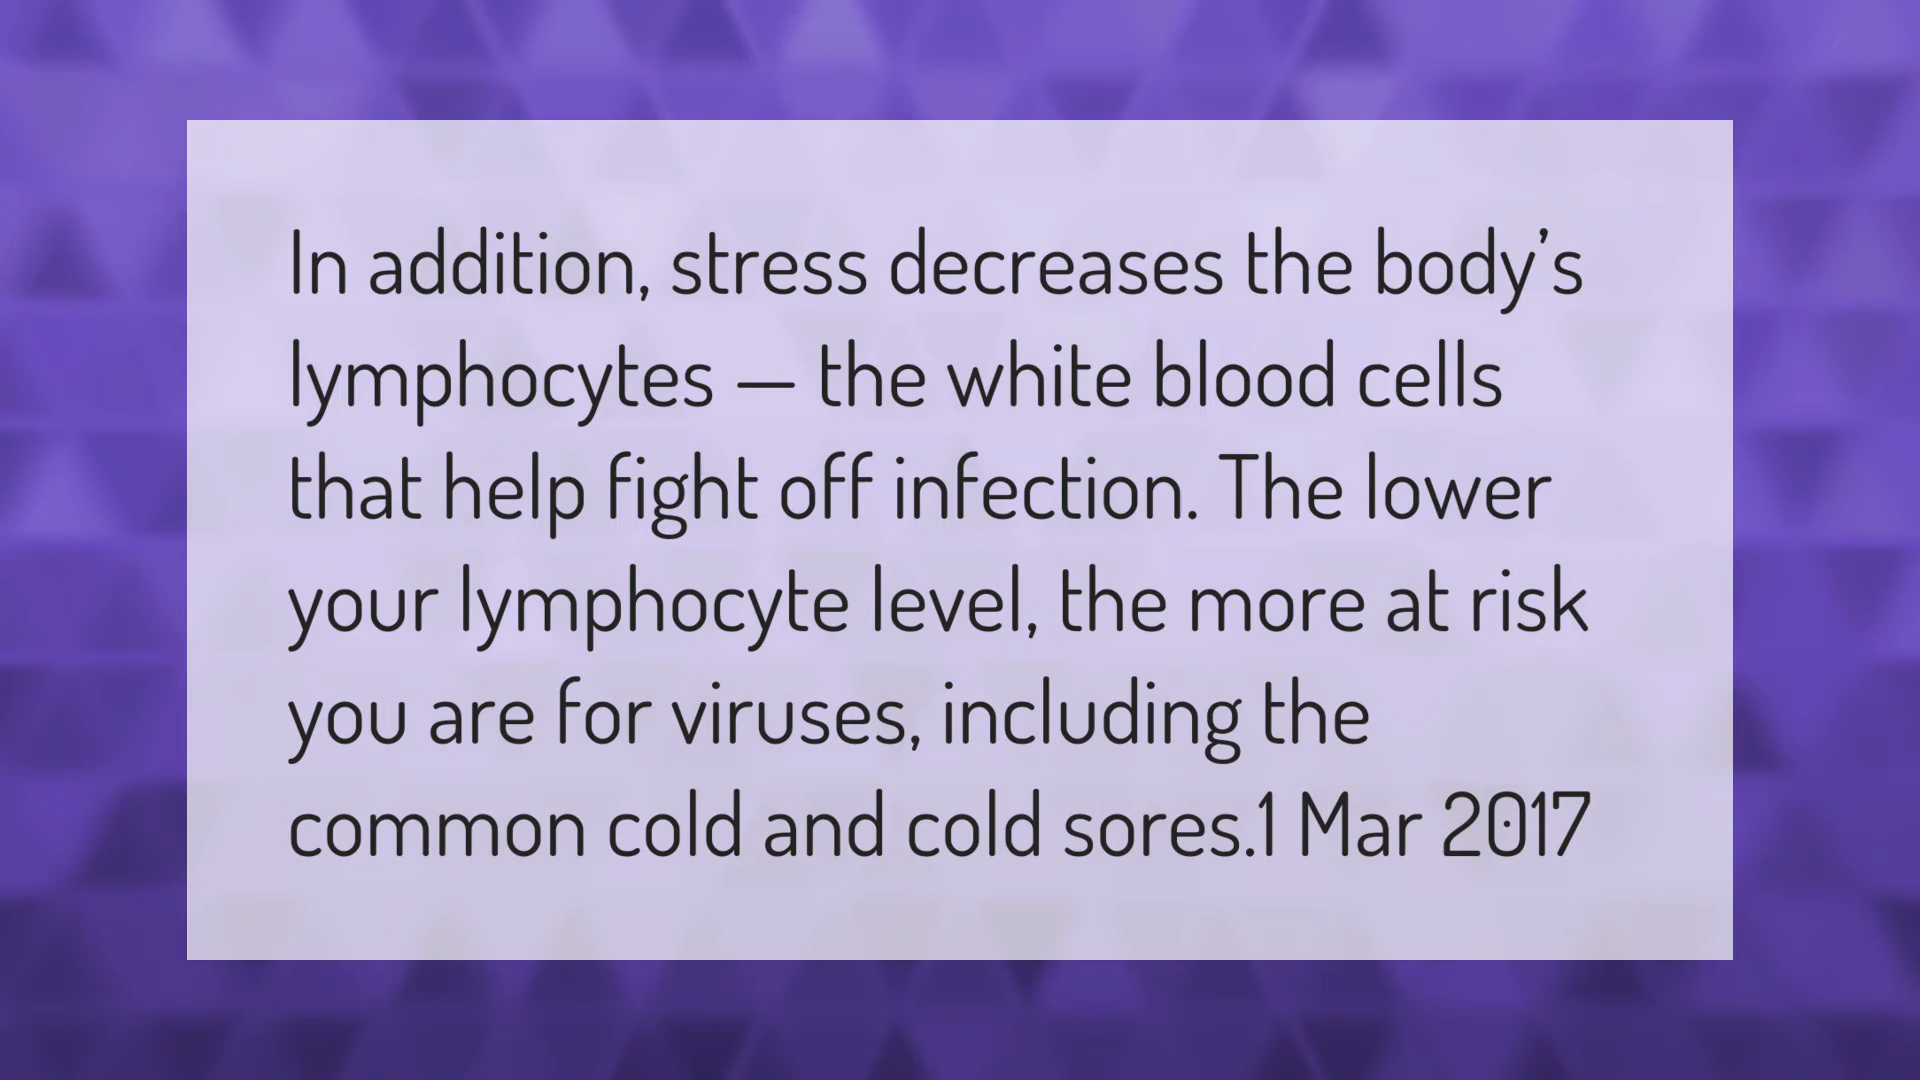 In addition, stress decreases the body’s
lymphocytes — the white blood cells
that help fight off infection. The lower
your lymphocyte level, the more at risk
you are for viruses, including the
common cold and cold sores.1 Mar 2017